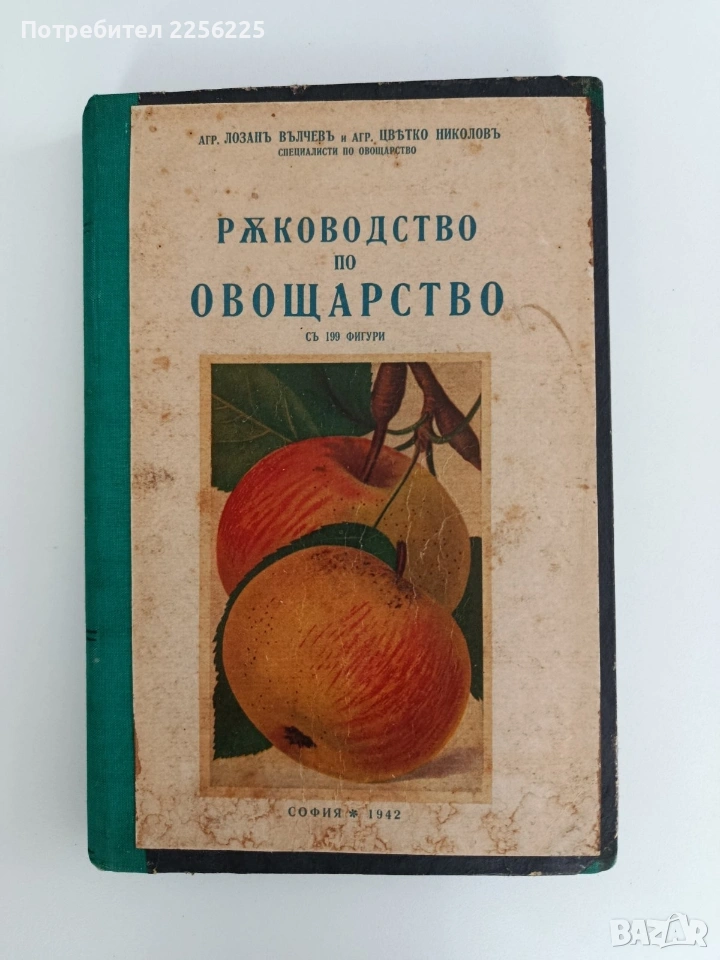 Потребител 2256225
АГР. ЛОЗАНЪ ВЪЛЧЕВЪ И АГР. ЦВѢТКО НИКОЛОВЪ
СПЕЦИАЛИСТИ ПО ОВОЩАРСТВО
РѪКОВОДСТВО
ПО
ОВОЩАРСТВО
СЪ 199 ФИГУРИ
СОФИЯ * 1942
BAZAR